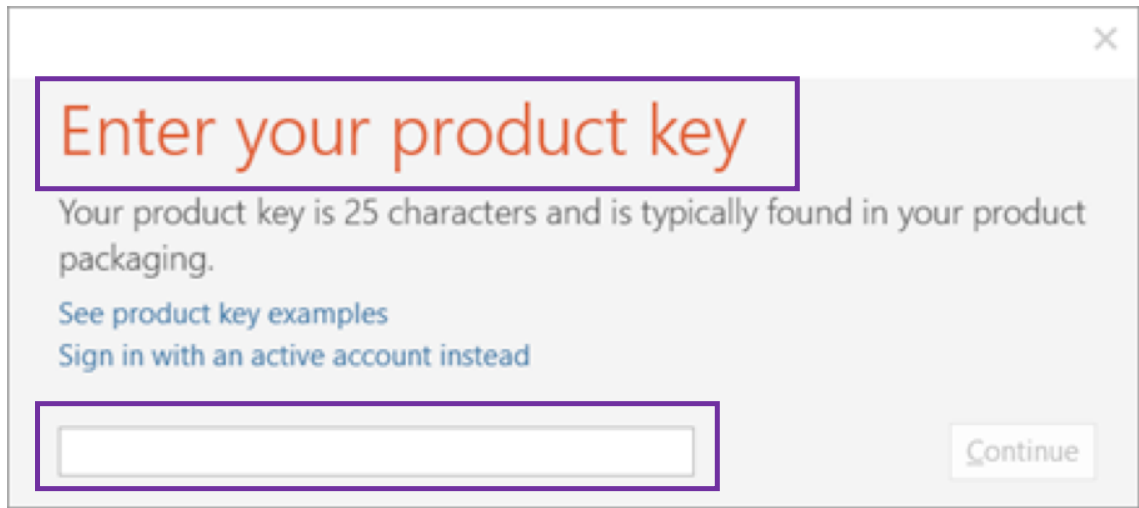 Enter your product key
Your product key is 25 characters and is typically found in your product
packaging.
See product key examples
Sign in with an active account instead
Continue